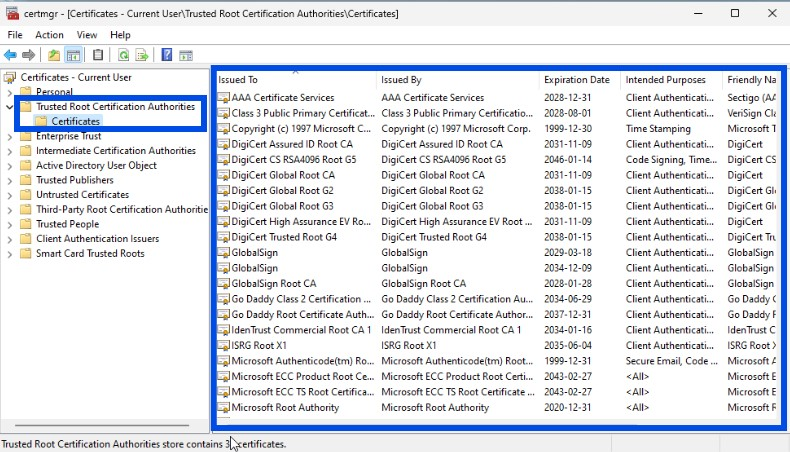 certmgr - [Certificates - Current User\Trusted Root Certification Authorities\Certificates]
File Action View Help
Certificates - Current User
Personal
Trusted Root Certification Authorities
Certificates
Enterprise Trust
Intermediate Certification Authorities
Active Directory User Object
Trusted Publishers
Untrusted Certificates
Third-Party Root Certification Authoritie
Trusted People
Client Authentication Issuers
Smart Card Trusted Roots
Issued To Issued By Expiration Date Intended Purposes Friendly Na
AAA Certificate Services AAA Certificate Services 2028-12-31 Client Authenticati... Sectigo (AA
Class 3 Public Primary Certificat... Class 3 Public Primary Certificatio... 2028-08-01 Client Authenticati... VeriSign Cla
Copyright (c) 1997 Microsoft C... Copyright (c) 1997 Microsoft Corp. 1999-12-30 Time Stamping Microsoft T
DigiCert Assured ID Root CA DigiCert Assured ID Root CA 2031-11-09 Client Authenticati... DigiCert
DigiCert CS RSA4096 Root G5 DigiCert CS RSA4096 Root G5 2046-01-14 Code Signing, Time... DigiCert CS
DigiCert Global Root CA DigiCert Global Root CA 2031-11-09 Client Authenticati... DigiCert
DigiCert Global Root G2 DigiCert Global Root G2 2038-01-15 Client Authenticati... DigiCert Glo
DigiCert Global Root G3 DigiCert Global Root G3 2038-01-15 Client Authenticati... DigiCert Glo
DigiCert High Assurance EV Ro... DigiCert High Assurance EV Root ... 2031-11-09 Client Authenticati... DigiCert
DigiCert Trusted Root G4 DigiCert Trusted Root G4 2038-01-15 Client Authenticati... DigiCert Tru
GlobalSign GlobalSign 2029-03-18 Client Authenticati... GlobalSign
GlobalSign GlobalSign 2034-12-09 Client Authenticati... GlobalSign
GlobalSign Root CA GlobalSign Root CA 2028-01-28 Client Authenticati... GlobalSign
Go Daddy Class 2 Certification ... Go Daddy Class 2 Certification Au... 2034-06-29 Client Authenticati... Go Daddy C
Go Daddy Root Certificate Auth... Go Daddy Root Certificate Author... 2037-12-31 Client Authenticati... Go Daddy R
IdenTrust Commercial Root CA 1 IdenTrust Commercial Root CA 1 2034-01-16 Client Authenticati... IdenTrust C
ISRG Root X1 ISRG Root X1 2035-06-04 Client Authenticati... ISRG Root X
Microsoft Authenticode(tm) Ro... Microsoft Authenticode(tm) Root... 1999-12-31 Secure Email, Code ... Microsoft A
Microsoft ECC Product Root Ce... Microsoft ECC Product Root Certi... 2043-02-27 <All> Microsoft E
Microsoft ECC TS Root Certifica... Microsoft ECC TS Root Certificate ... 2043-02-27 <All> Microsoft E
Microsoft Root Authority Microsoft Root Authority 2020-12-31 <All> Microsoft R
Trusted Root Certification Authorities store contains certificates.